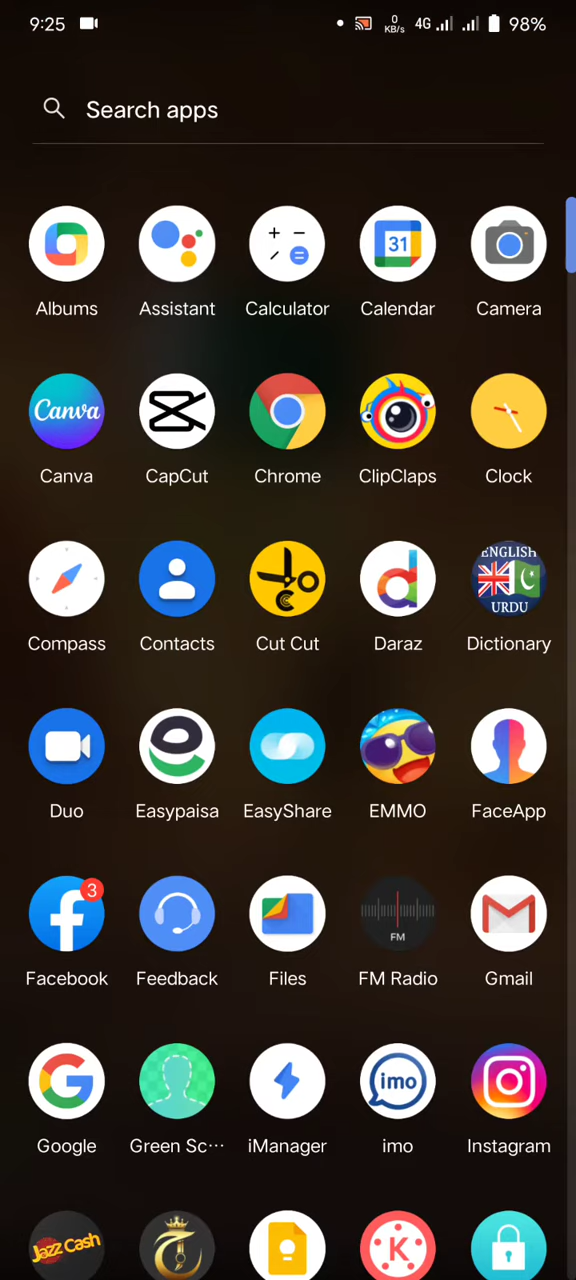 9:25 0 KB/s 4G 98%
Search apps
31
Albums Assistant Calculator Calendar Camera
Canva
Canva CapCut Chrome ClipClaps Clock
ENGLISH
URDU
Compass Contacts Cut Cut Daraz Dictionary
Duo Easypaisa EasyShare EMMO FaceApp
3
FM
Facebook Feedback Files FM Radio Gmail
imo
Google Green Sc··· iManager imo Instagram
Jazz Cash K